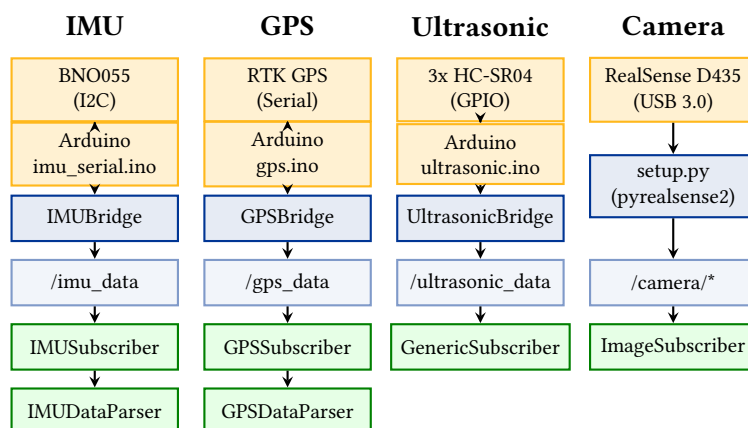 IMU
BNO055
(I2C)
Arduino
imu_serial.ino
IMUBridge
/imu_data
IMUSubscriber
IMUDataParser
GPS
RTK GPS
(Serial)
Arduino
gps.ino
GPSBridge
/gps_data
GPSSubscriber
GPSDataParser
Ultrasonic
3x HC-SR04
(GPIO)
Arduino
ultrasonic.ino
UltrasonicBridge
/ultrasonic_data
GenericSubscriber
Camera
RealSense D435
(USB 3.0)
setup.py
(pyrealsense2)
/camera/*
ImageSubscriber